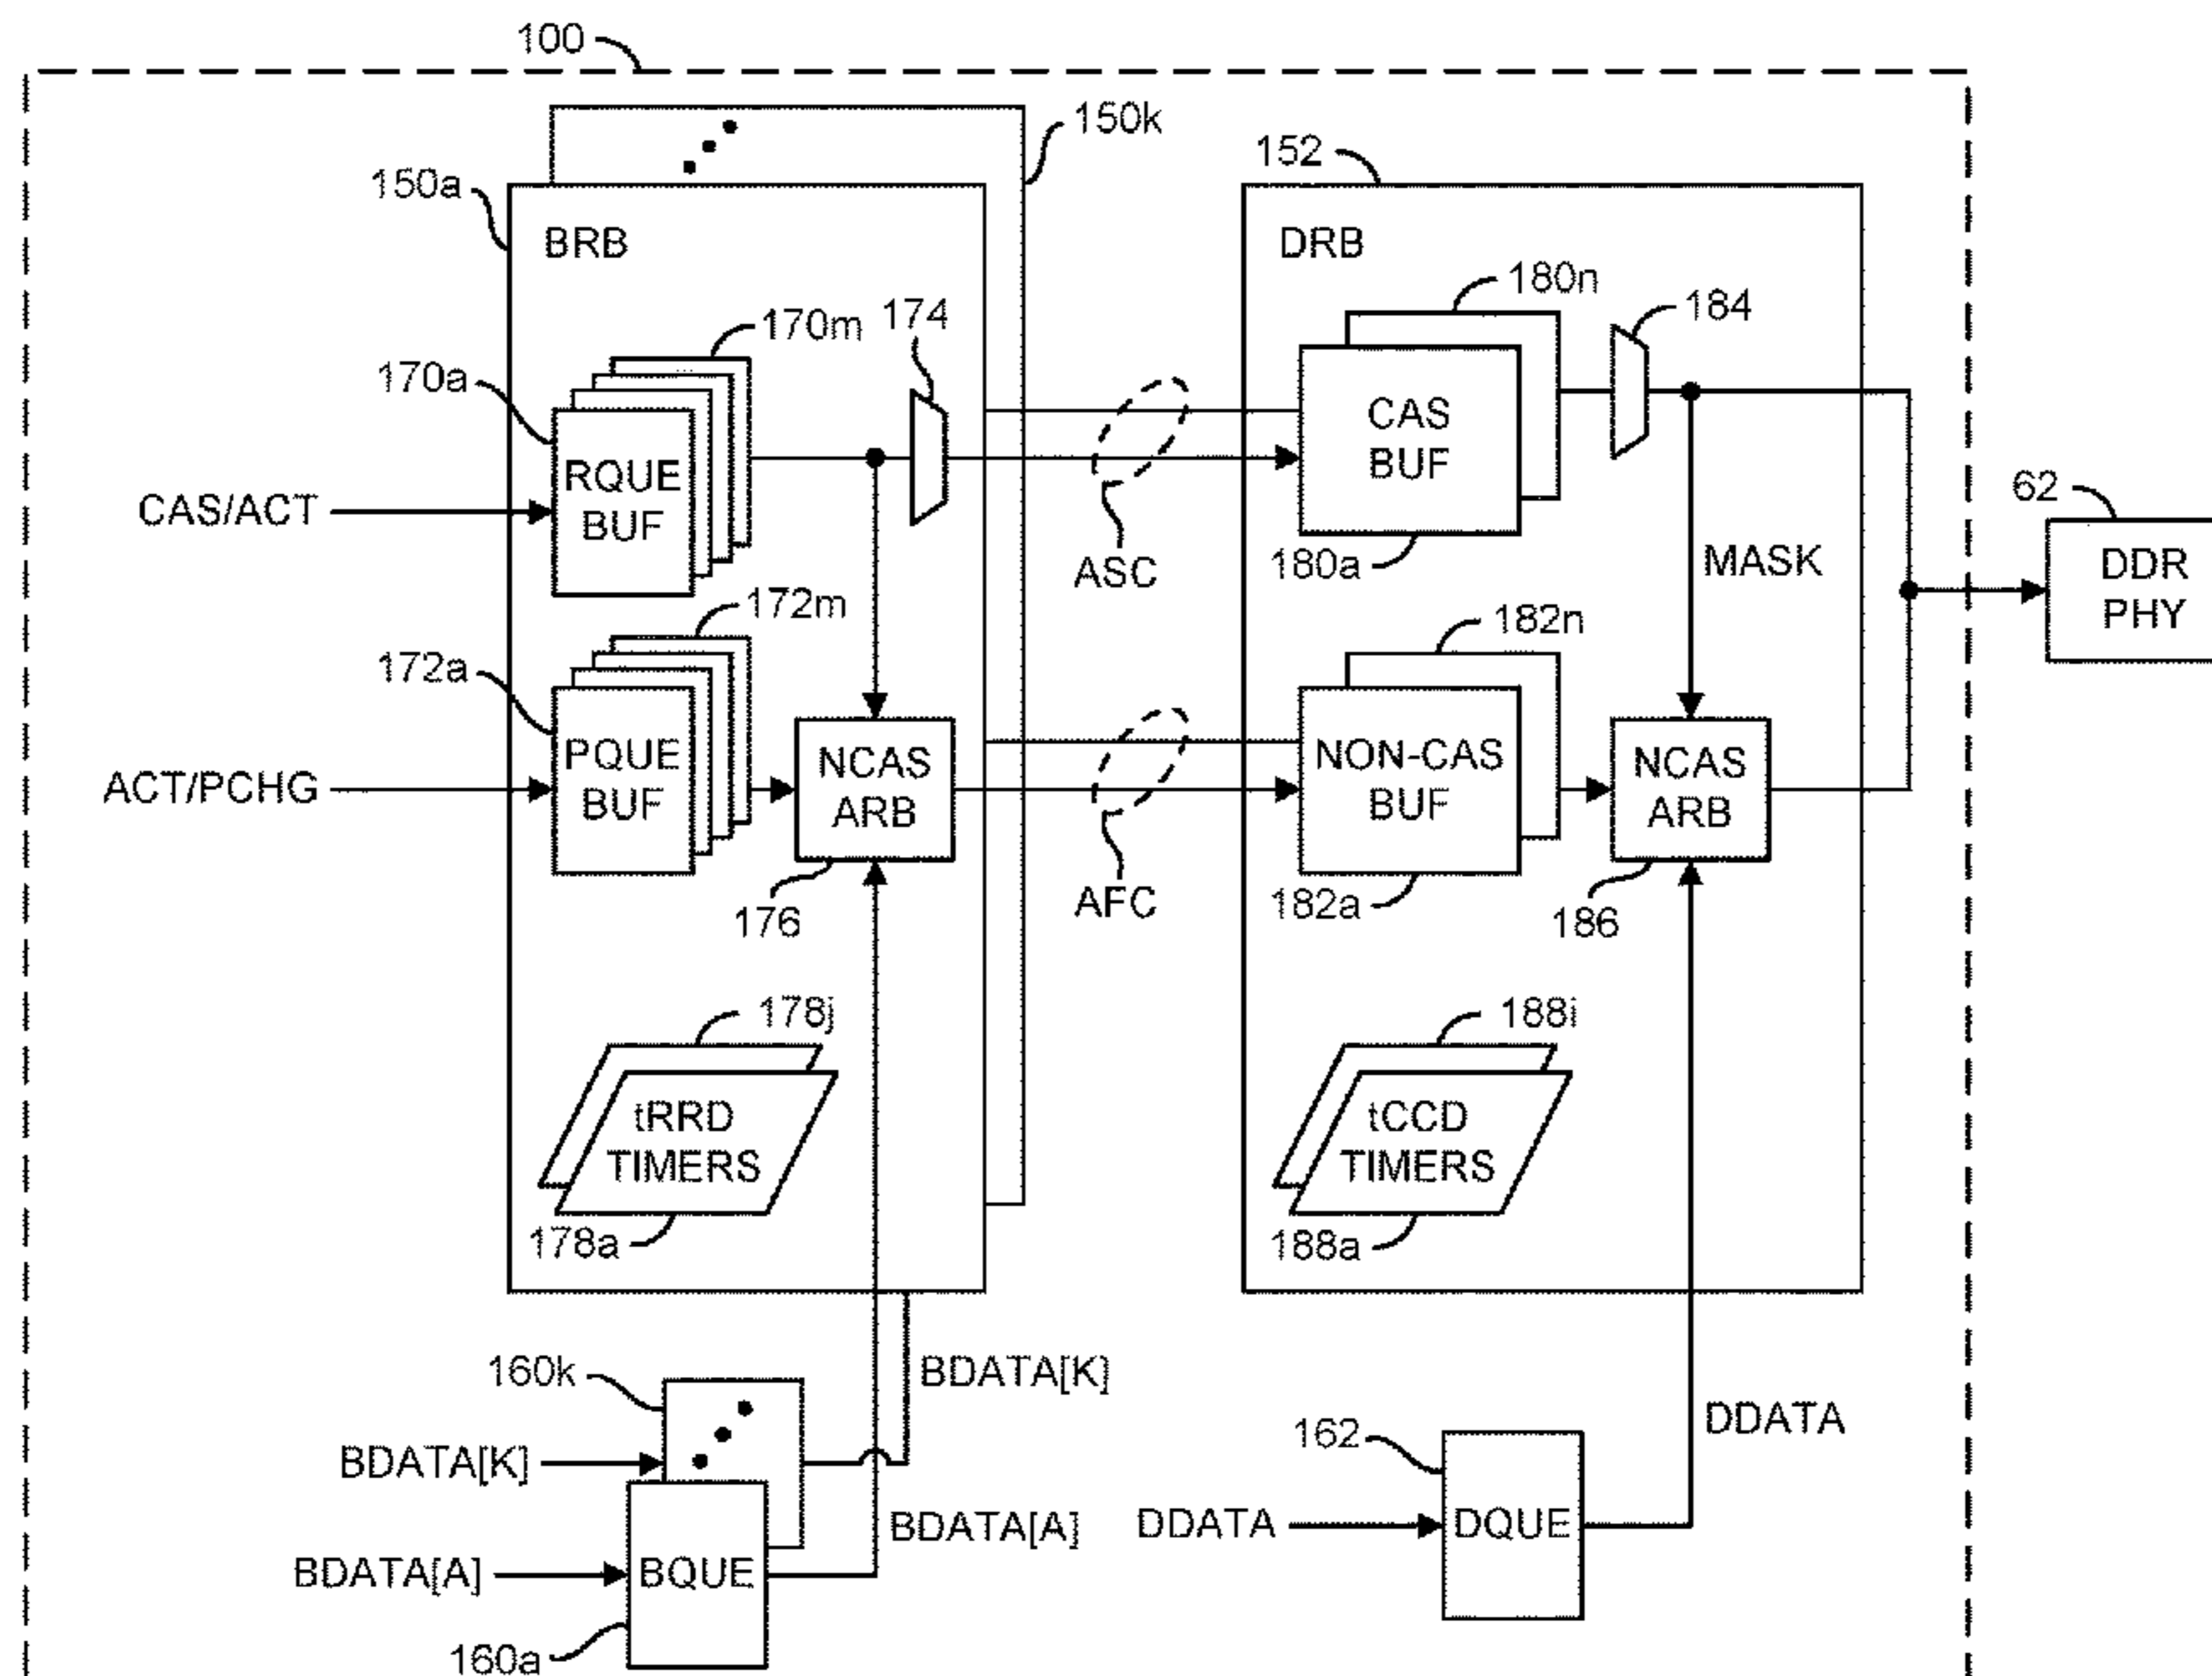 100
150k
150a
152
BRB
DRB
180n
184
170m
174
170a
RQUE
BUF
CAS
BUF
62
CAS/ACT
180a
ASC
MASK
DDR
PHY
172m
182n
172a
PQUE
BUF
NCAS
ARB
NON-CAS
BUF
NCAS
ARB
ACT/PCHG
176
AFC
182a
186
178j
188i
tRRD
TIMERS
tCCD
TIMERS
178a
188a
160k
BDATA[K]
162
DDATA
BDATA[K]
BDATA[A]
DDATA
DQUE
BDATA[A]
BQUE
160a